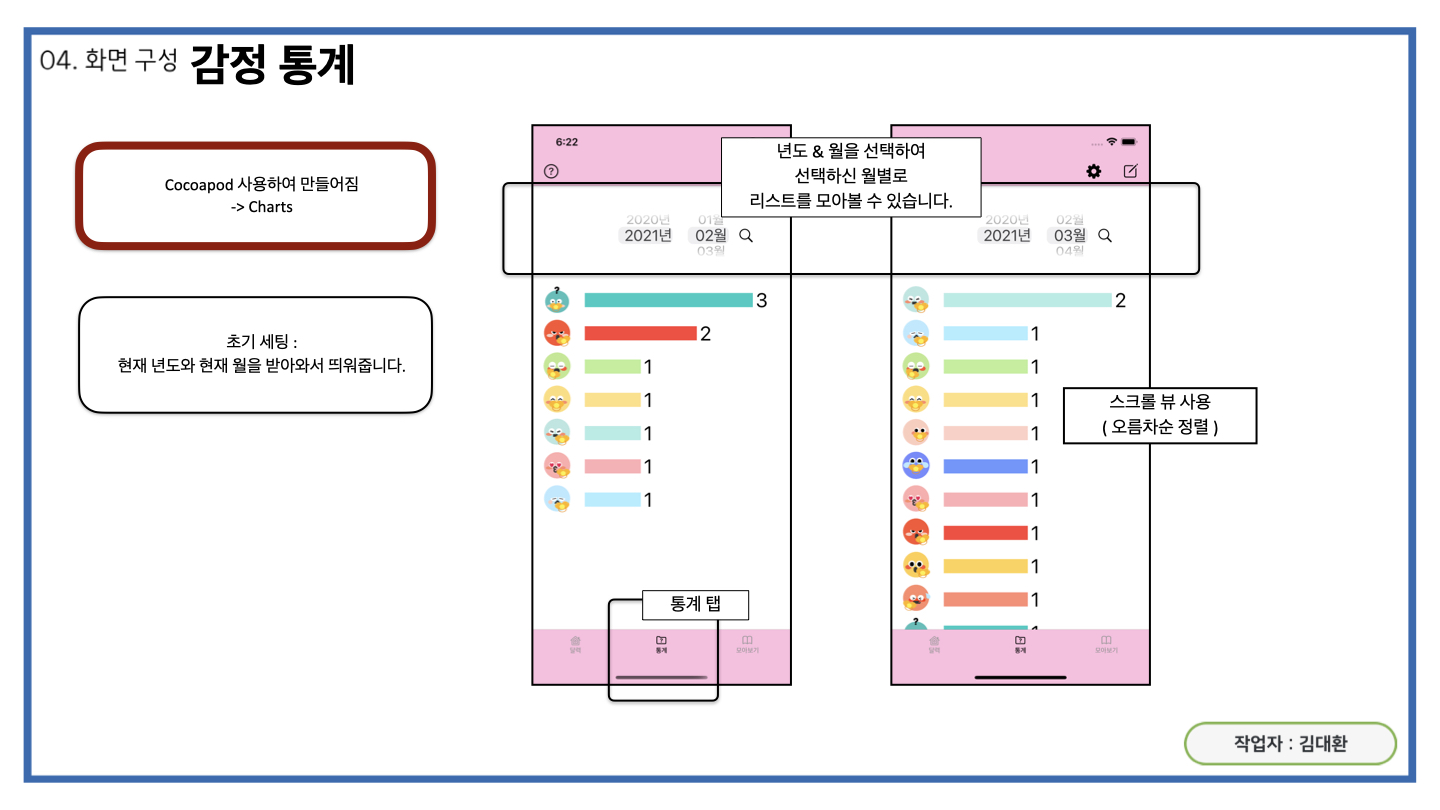 04. 화면 구성 감정 통계
Cocoapod 사용하여 만들어짐
-> Charts
초기 세팅 :
현재 년도와 현재 월을 받아와서 띄워줍니다.
6:22
?
년도 & 월을 선택하여
선택하신 월별로
리스트를 모아볼 수 있습니다.
2020년 01월
2021년 02월
03월
3
2
1
1
1
1
1
통계 탭
달력 통계 모아보기
2020년 02월
2021년 03월
04월
2
1
1
1
1
1
1
1
1
1
1
스크롤 뷰 사용
( 오름차순 정렬 )
달력 통계 모아보기
작업자 : 김대환